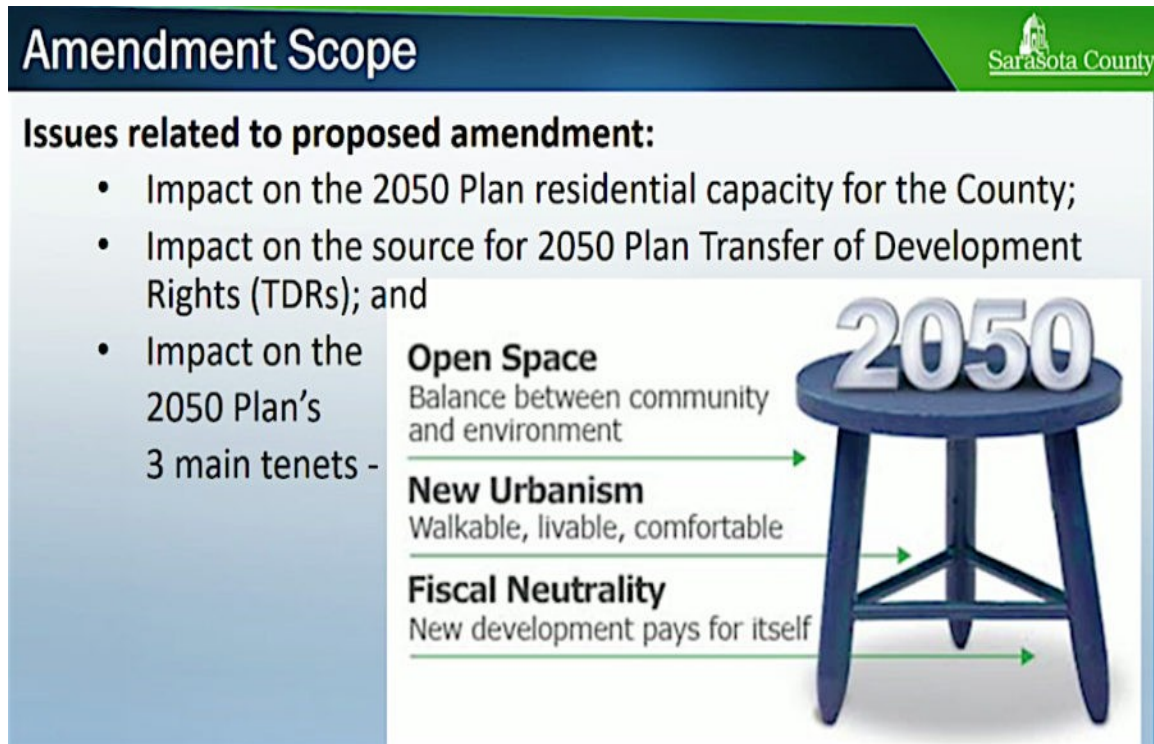 Amendment Scope
Sarasota County
Issues related to proposed amendment:
• Impact on the 2050 Plan residential capacity for the County;
• Impact on the source for 2050 Plan Transfer of Development
Rights (TDRs); and
• Impact on the
2050 Plan's
3 main tenets -
Open Space
Balance between community
and environment
New Urbanism
Walkable, livable, comfortable
Fiscal Neutrality
New development pays for itself
2050